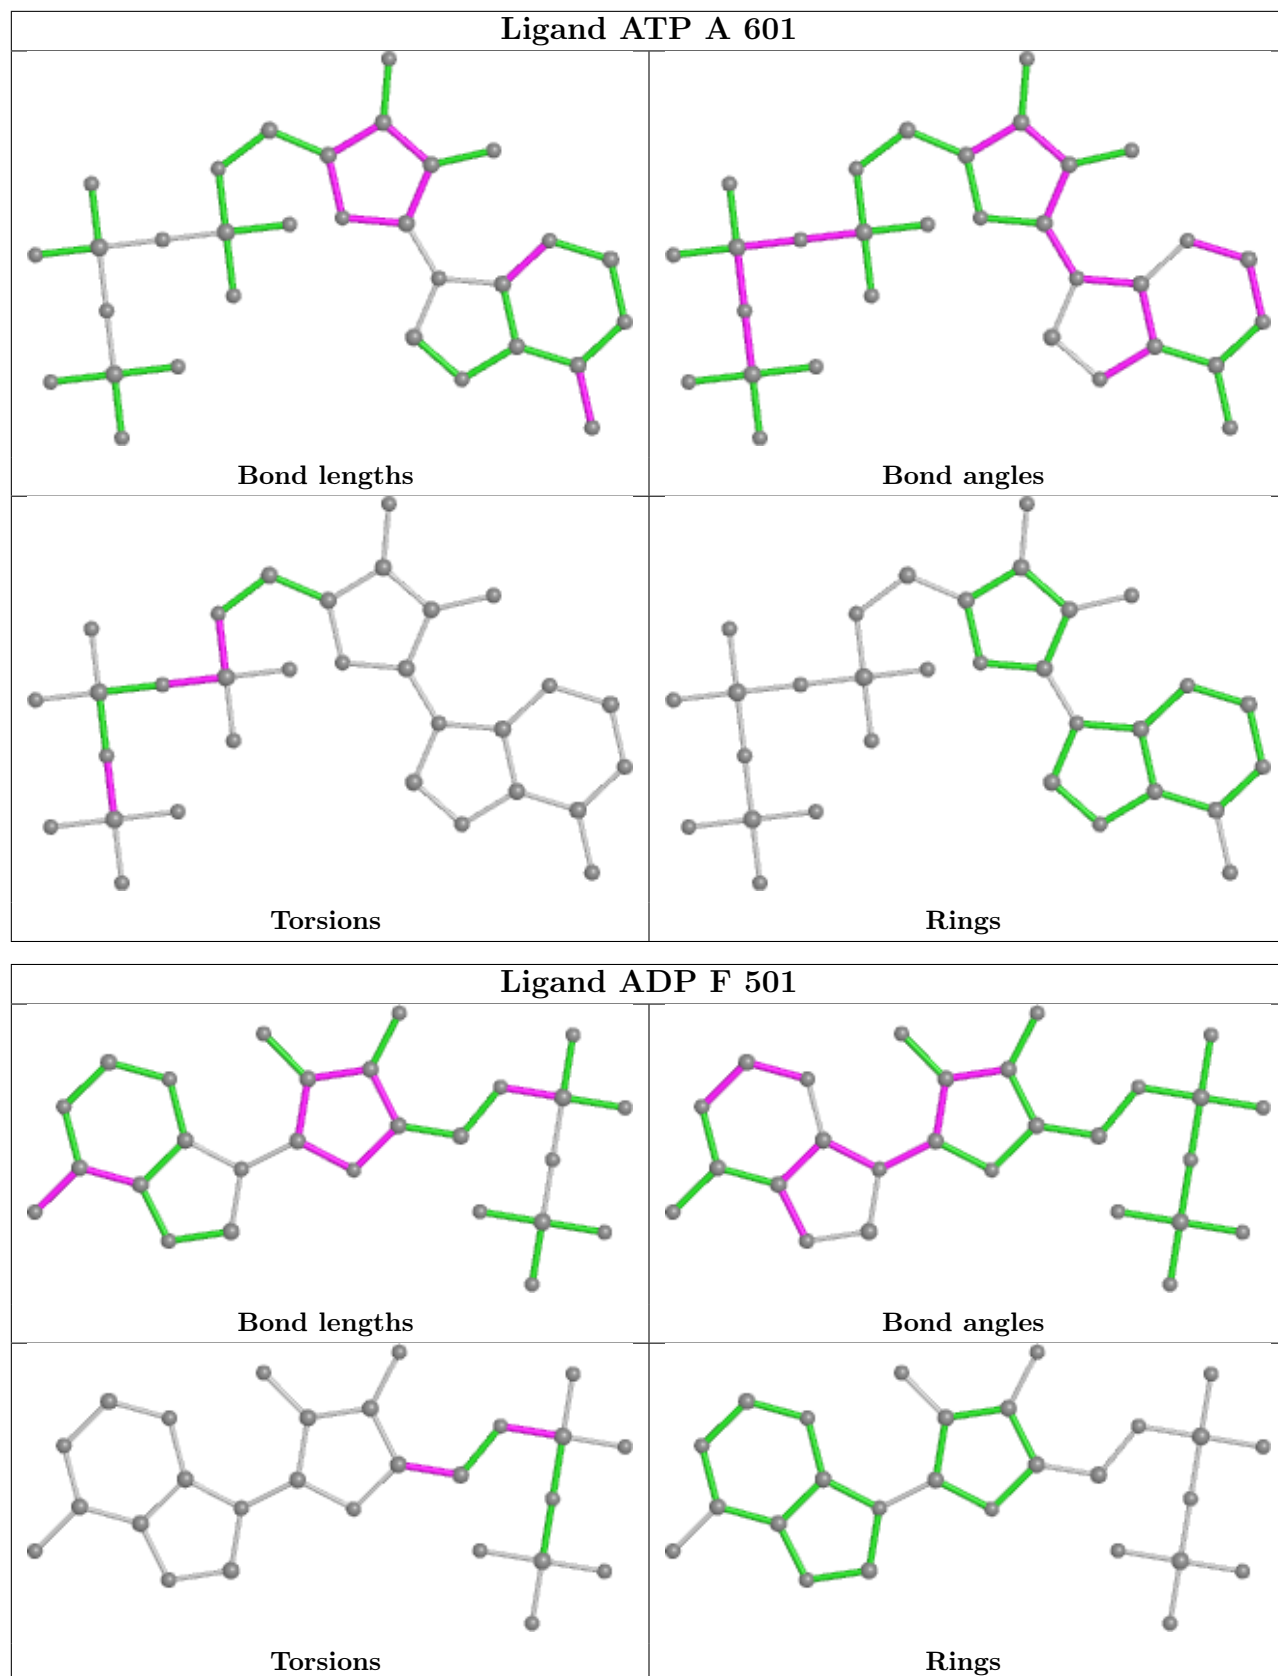 Ligand ATP A 601
Bond lengths
Bond angles
Torsions
Rings
Ligand ADP F 501
Bond lengths
Bond angles
Torsions
Rings